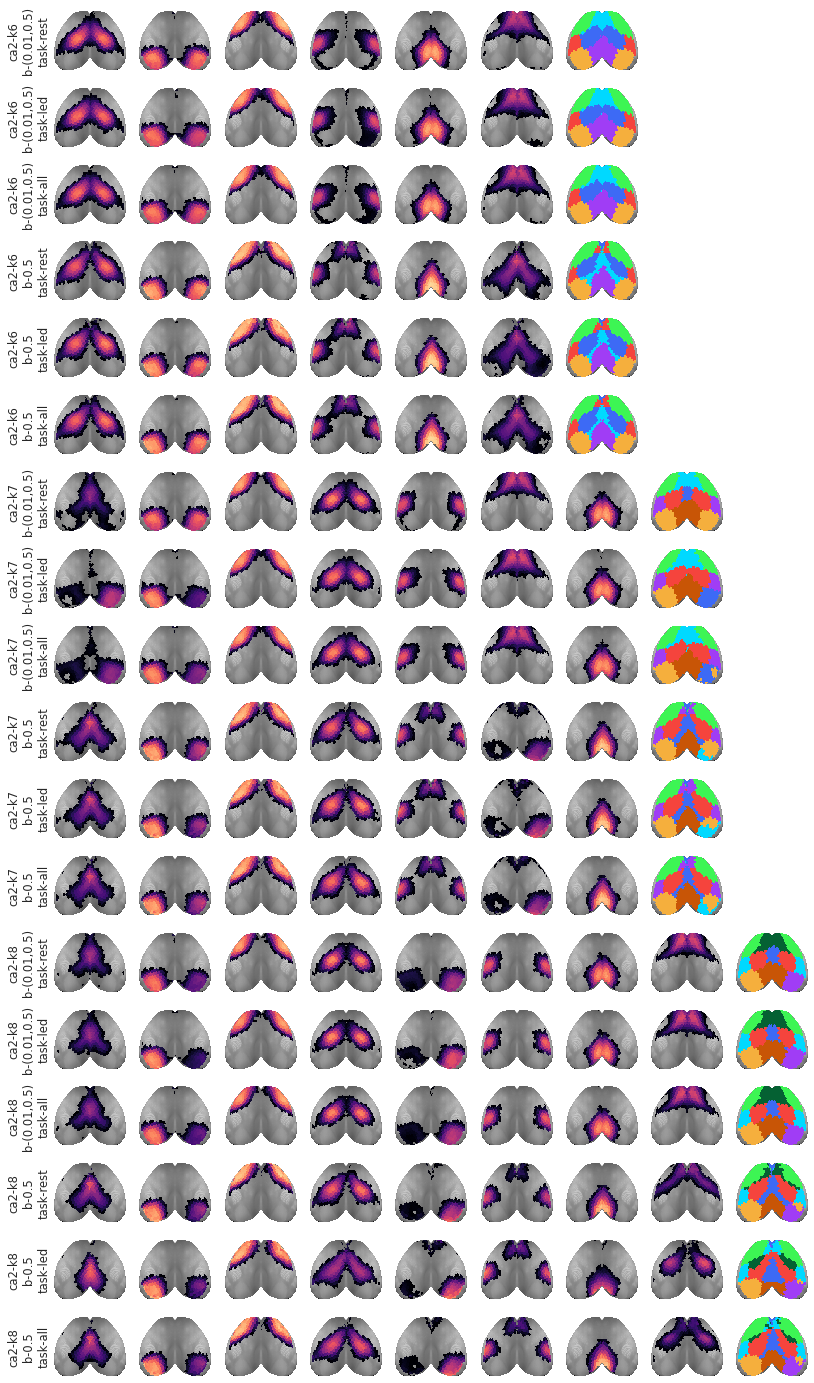 ca2-k6
b-(0.01,0.5)
task-rest
ca2-k6
b-(0.01,0.5)
task-led
ca2-k6
b-(0.01,0.5)
task-all
ca2-k6
b-0.5
task-rest
ca2-k6
b-0.5
task-led
ca2-k6
b-0.5
task-all
ca2-k7
b-(0.01,0.5)
task-rest
ca2-k7
b-(0.01,0.5)
task-led
ca2-k7
b-(0.01,0.5)
task-all
ca2-k7
b-0.5
task-rest
ca2-k7
b-0.5
task-led
ca2-k7
b-0.5
task-all
ca2-k8
b-(0.01,0.5)
task-rest
ca2-k8
b-(0.01,0.5)
task-led
ca2-k8
b-(0.01,0.5)
task-all
ca2-k8
b-0.5
task-rest
ca2-k8
b-0.5
task-led
ca2-k8
b-0.5
task-all